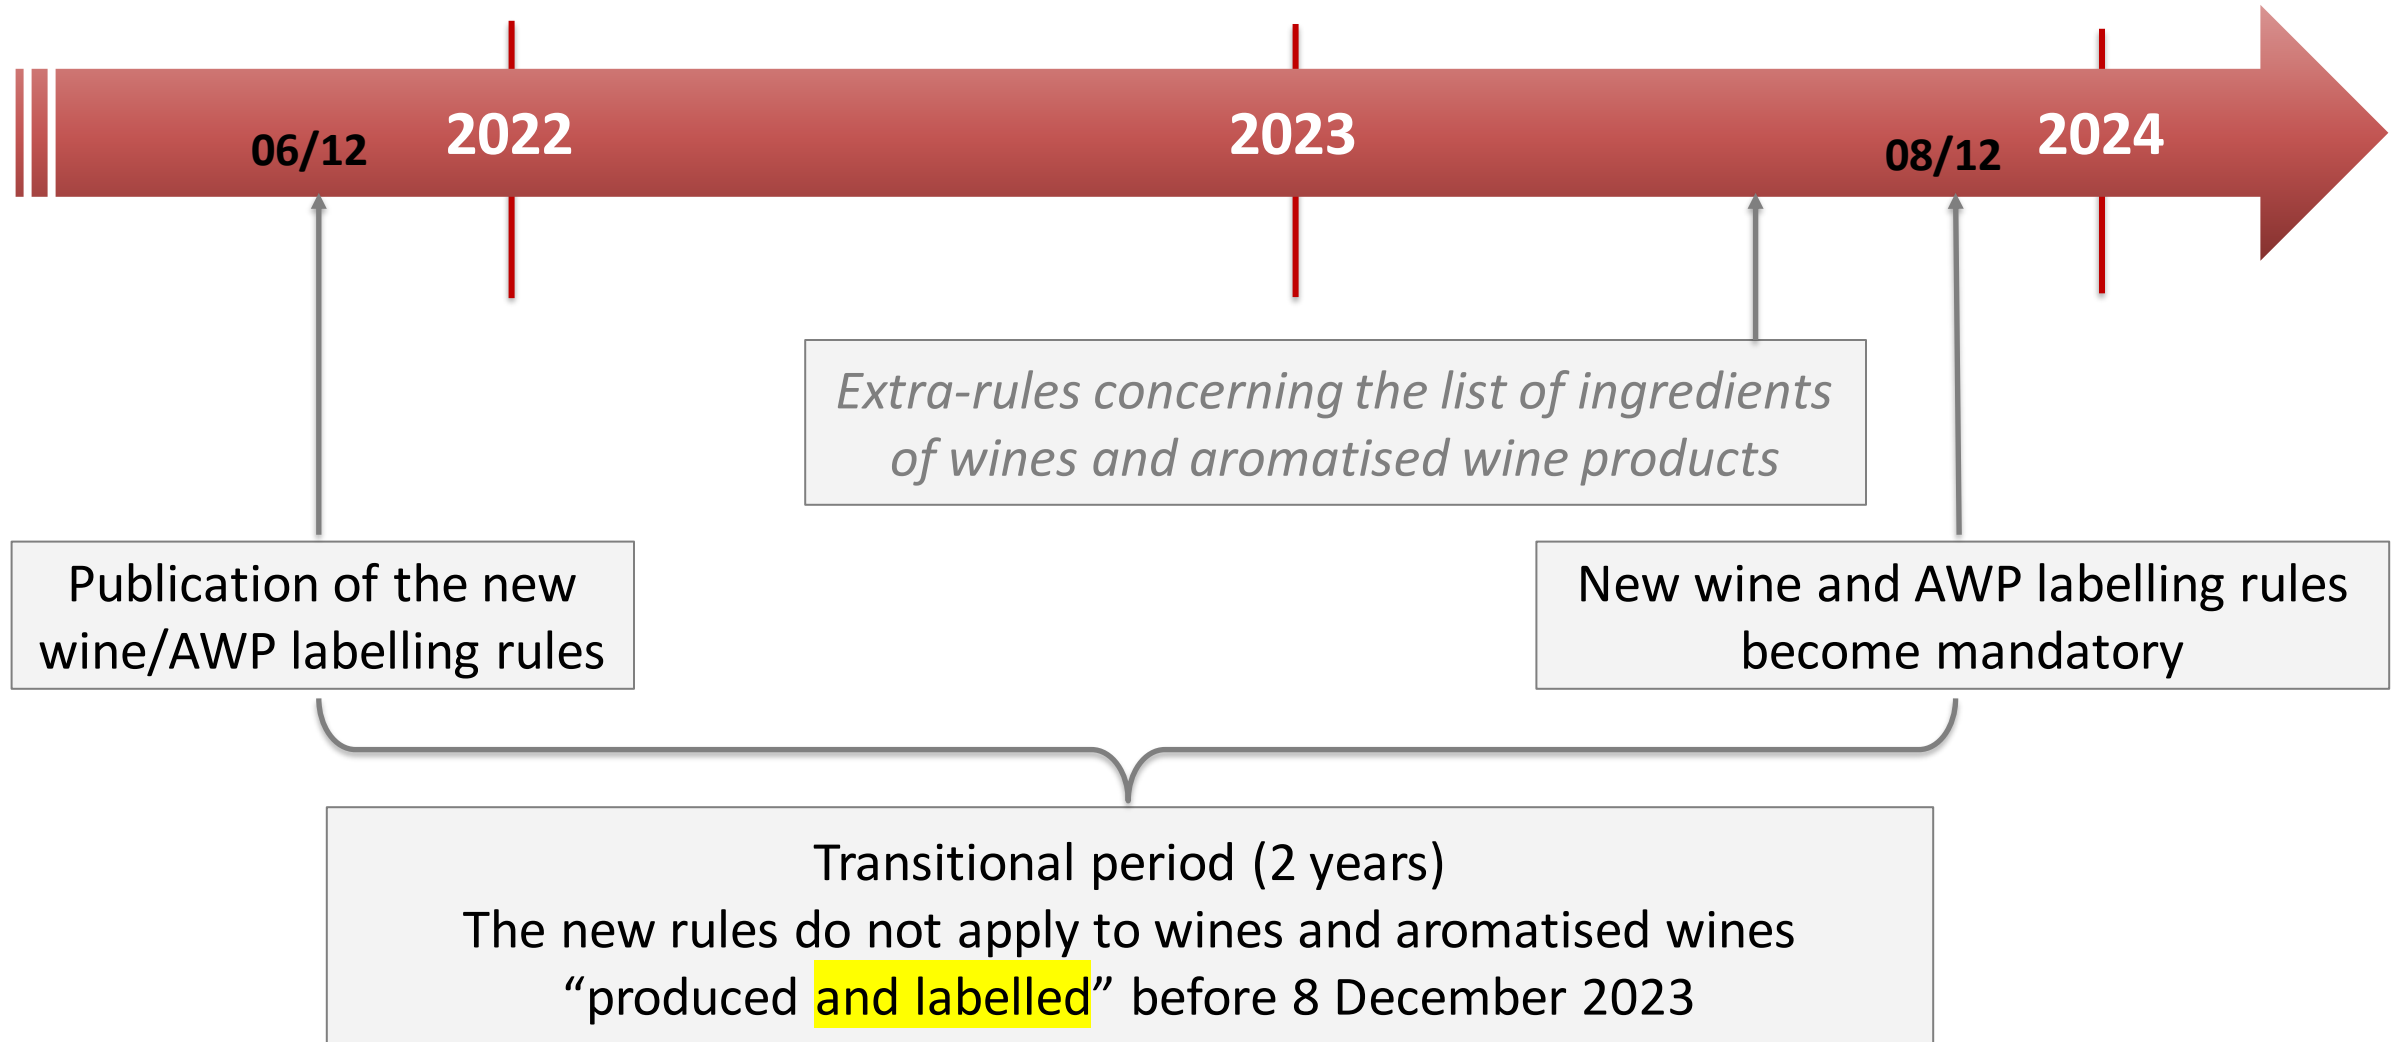 2022
2023
2024
06/12
08/12
Extra-rules concerning the list of ingredients
of wines and aromatised wine products
Publication of the new
wine/AWP labelling rules
New wine and AWP labelling rules
become mandatory
Transitional period (2 years)
The new rules do not apply to wines and aromatised wines
“produced and labelled” before 8 December 2023